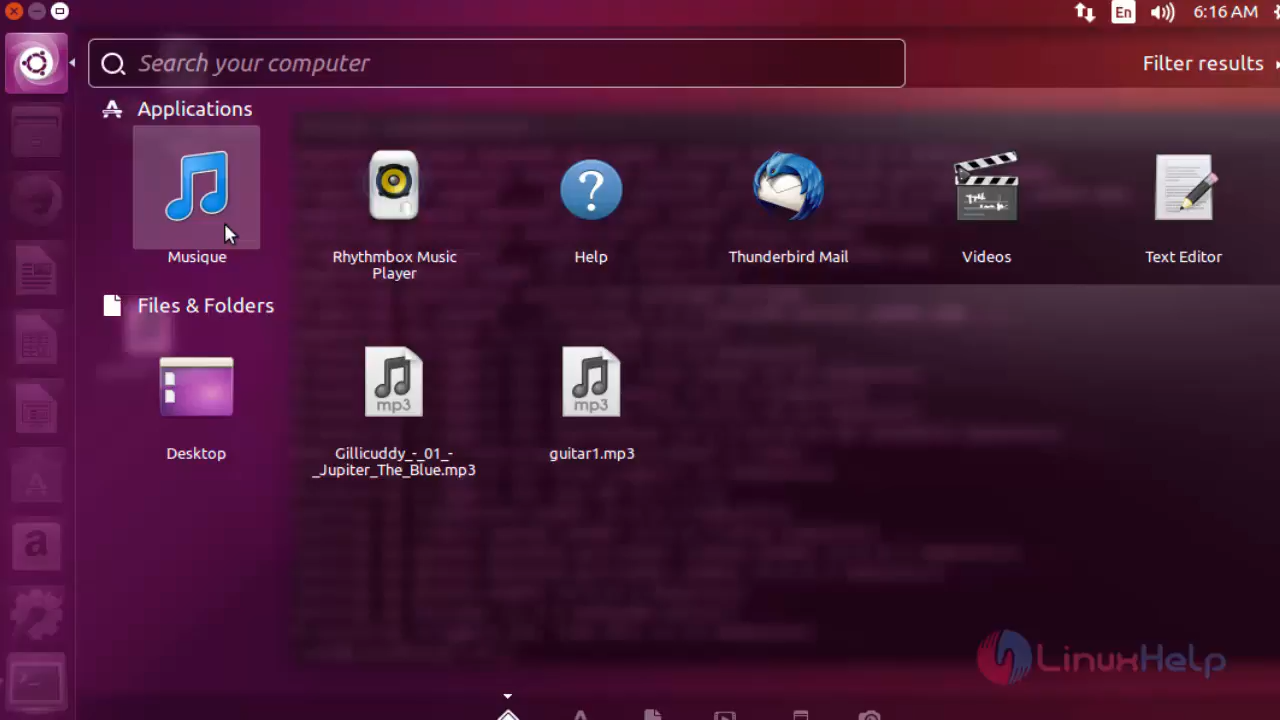 En
6:16 AM
Search your computer
Filter results
Applications
Musique
Rhythmbox Music
Player
Help
Thunderbird Mail
Videos
Text Editor
Files & Folders
mp3
mp3
Desktop
Gillicuddy_-_01_-
_Jupiter_The_Blue.mp3
guitar1.mp3
a
LinuxHelp